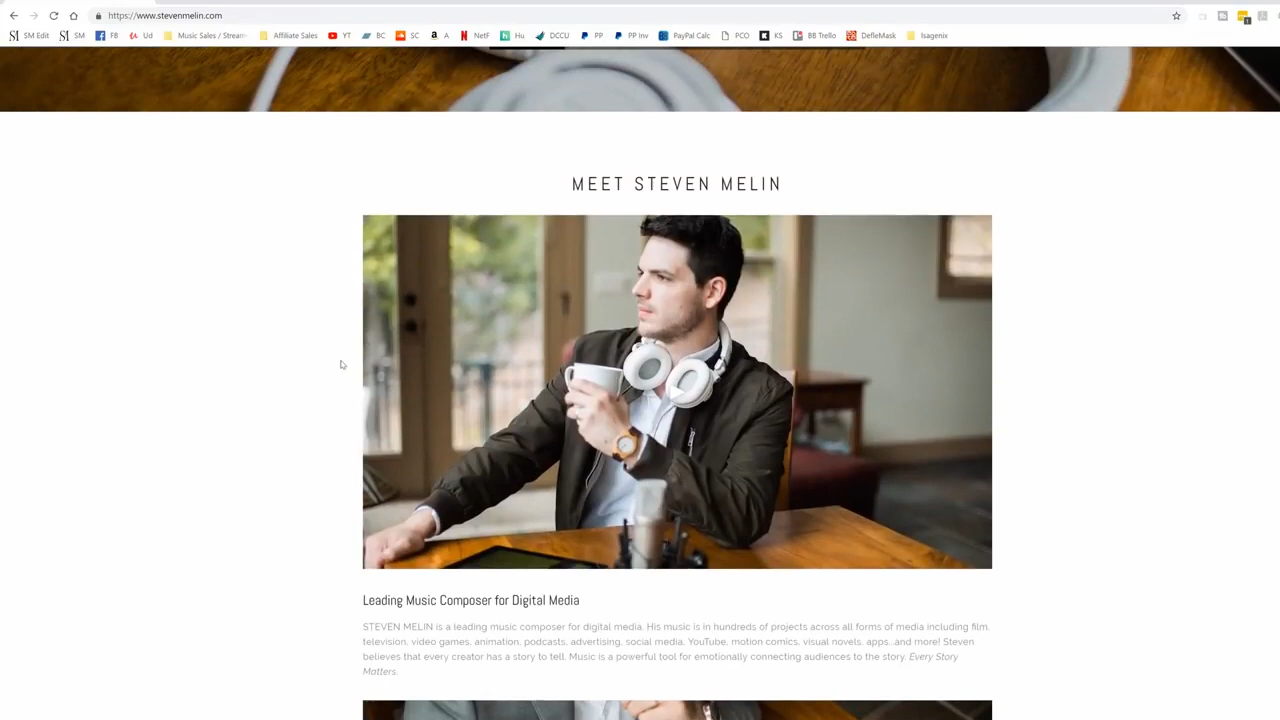 https://www.stevenmelin.com
SM Edit SM FB Ud Music Sales / Stream Affiliate Sales YT BC SC A NetF Hu DCCU PP PP Inv PayPal Calc PCO KS BB Trello DefleMask Isagenix
MEET STEVEN MELIN
Leading Music Composer for Digital Media
STEVEN MELIN is a leading music composer for digital media. His music is in hundreds of projects across all forms of media including film,
television, video games, animation, podcasts, advertising, social media, YouTube, motion comics, visual novels, apps...and more! Steven
believes that every creator has a story to tell. Music is a powerful tool for emotionally connecting audiences to the story. Every Story
Matters.